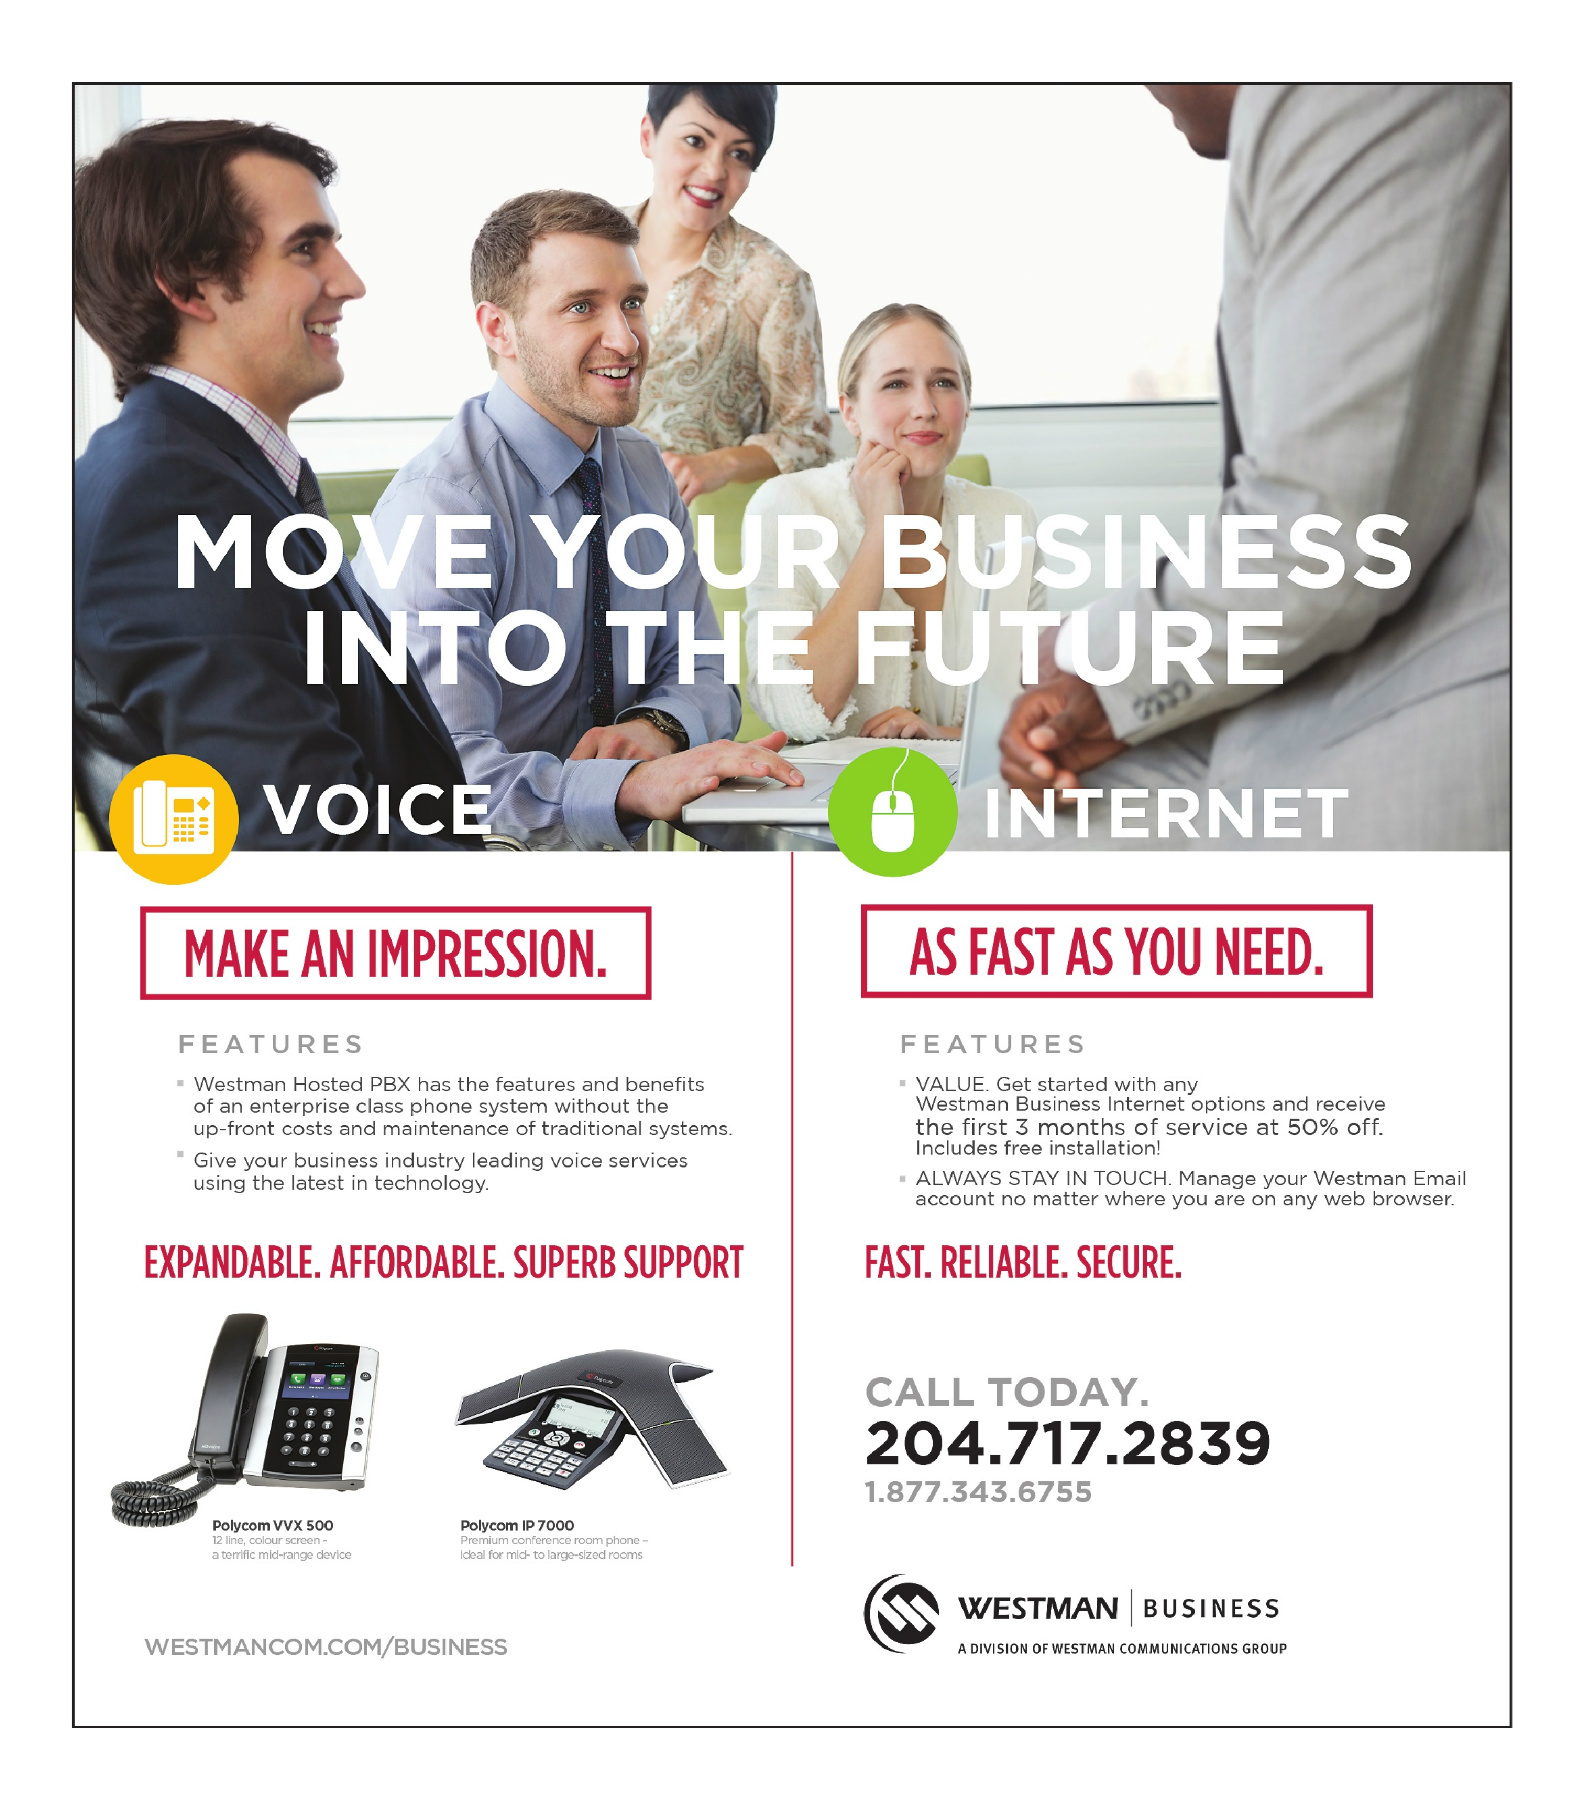 MOVE YOUR BUSINESS
INTO THE FUTURE
VOICE
MAKE AN IMPRESSION.
FEATURES
▪ Westman Hosted PBX has the features and benefits
of an enterprise class phone system without the
up-front costs and maintenance of traditional systems.
▪ Give your business industry leading voice services
using the latest in technology.
EXPANDABLE. AFFORDABLE. SUPERB SUPPORT
Polycom VVX 500
12 line, colour screen –
a terrific mid-range device
Polycom IP 7000
Premium conference room phone –
ideal for mid- to large-sized rooms
WESTMANCOM.COM/BUSINESS
INTERNET
AS FAST AS YOU NEED.
FEATURES
▪ VALUE. Get started with any
Westman Business Internet options and receive
the first 3 months of service at 50% off.
Includes free installation!
▪ ALWAYS STAY IN TOUCH. Manage your Westman Email
account no matter where you are on any web browser.
FAST. RELIABLE. SECURE.
CALL TODAY.
204.717.2839
1.877.343.6755
WESTMAN | BUSINESS
A DIVISION OF WESTMAN COMMUNICATIONS GROUP